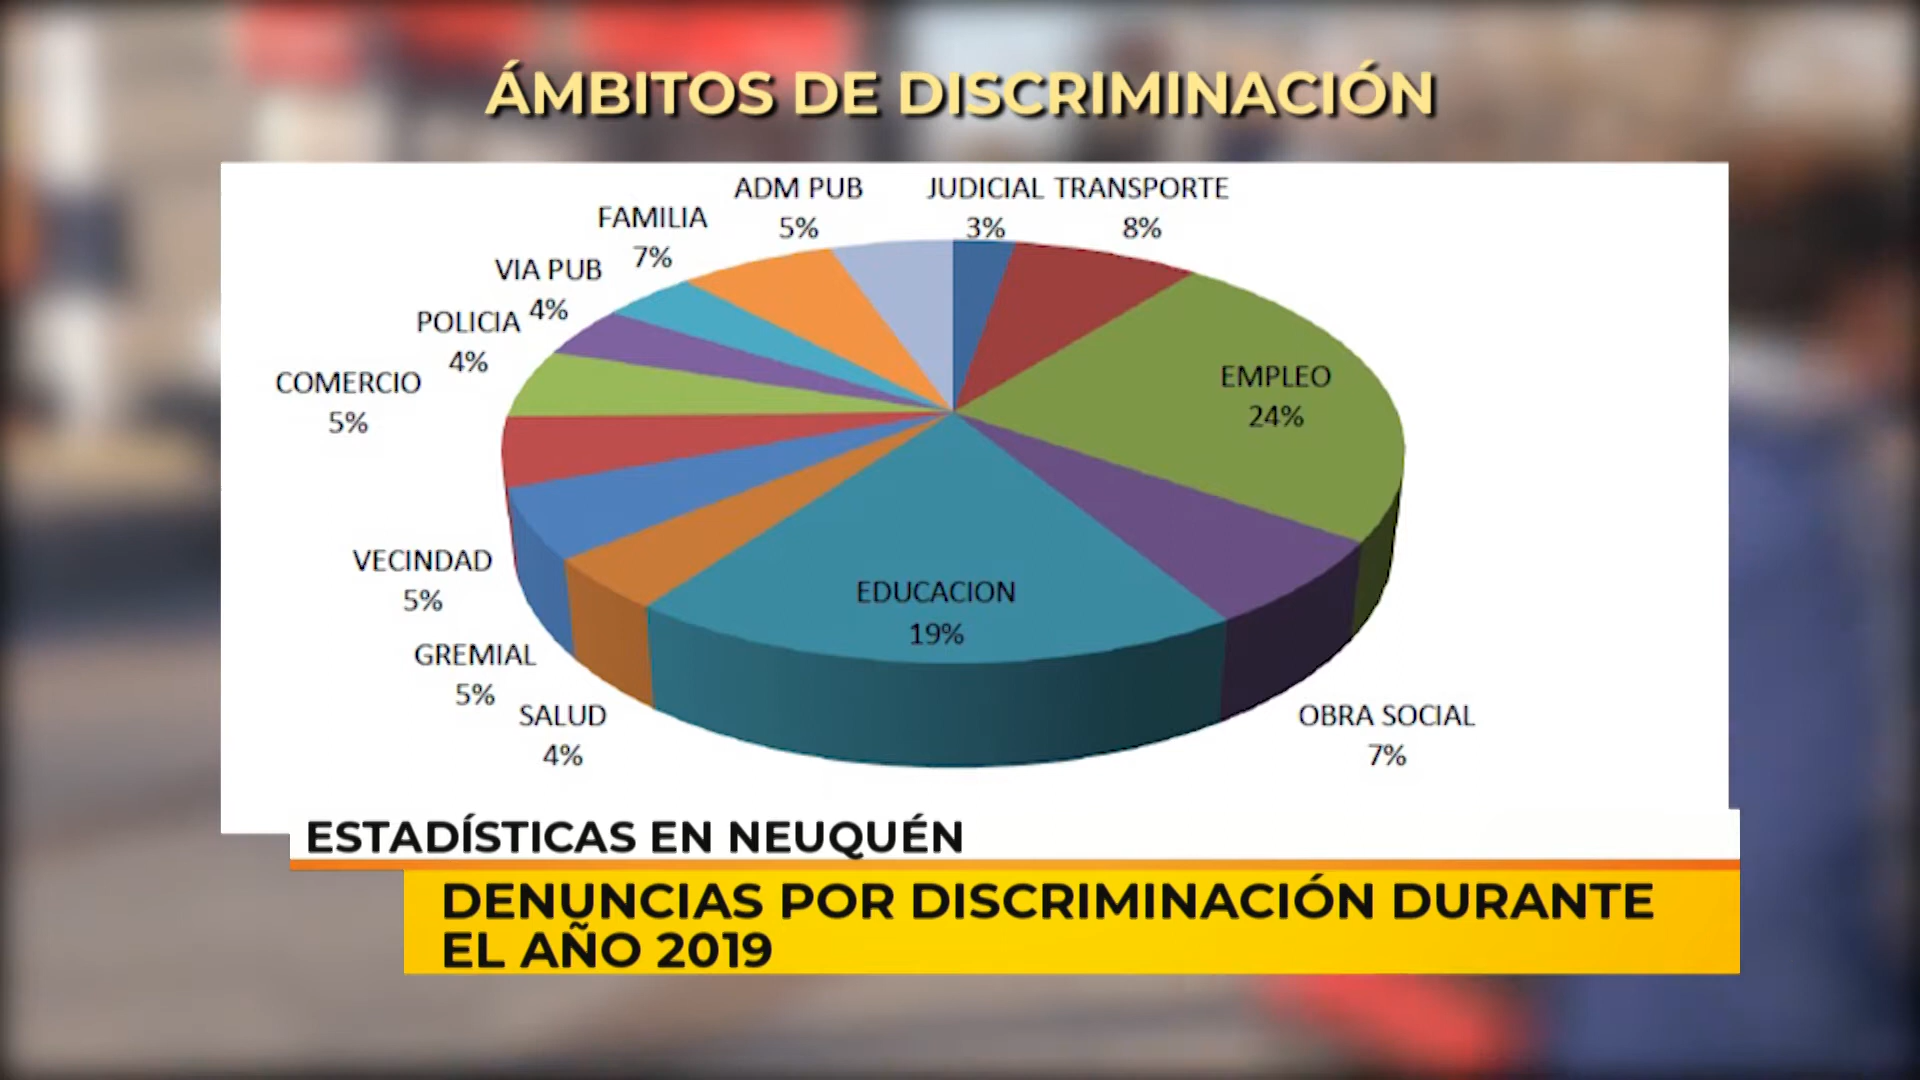 ÁMBITOS DE DISCRIMINACIÓN
ADM PUB
5%
JUDICIAL
3%
TRANSPORTE
8%
FAMILIA
7%
VIA PUB
4%
POLICIA
4%
COMERCIO
5%
EMPLEO
24%
VECINDAD
5%
EDUCACION
19%
GREMIAL
5%
SALUD
4%
OBRA SOCIAL
7%
ESTADÍSTICAS EN NEUQUÉN
DENUNCIAS POR DISCRIMINACIÓN DURANTE
EL AÑO 2019